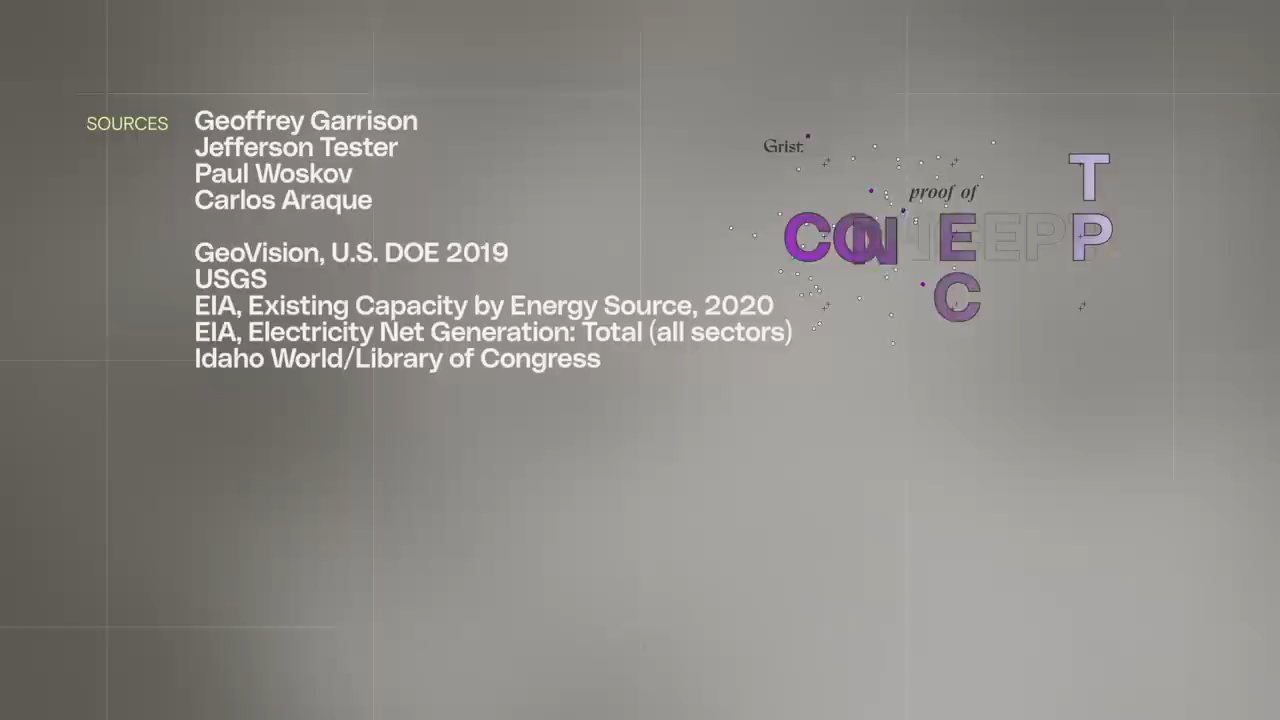 SOURCES
Geoffrey Garrison
Jefferson Tester
Paul Woskov
Carlos Araque
GeoVision, U.S. DOE 2019
USGS
EIA, Existing Capacity by Energy Source, 2020
EIA, Electricity Net Generation: Total (all sectors)
Idaho World/Library of Congress
Grist
proof of
T
CONEP
C